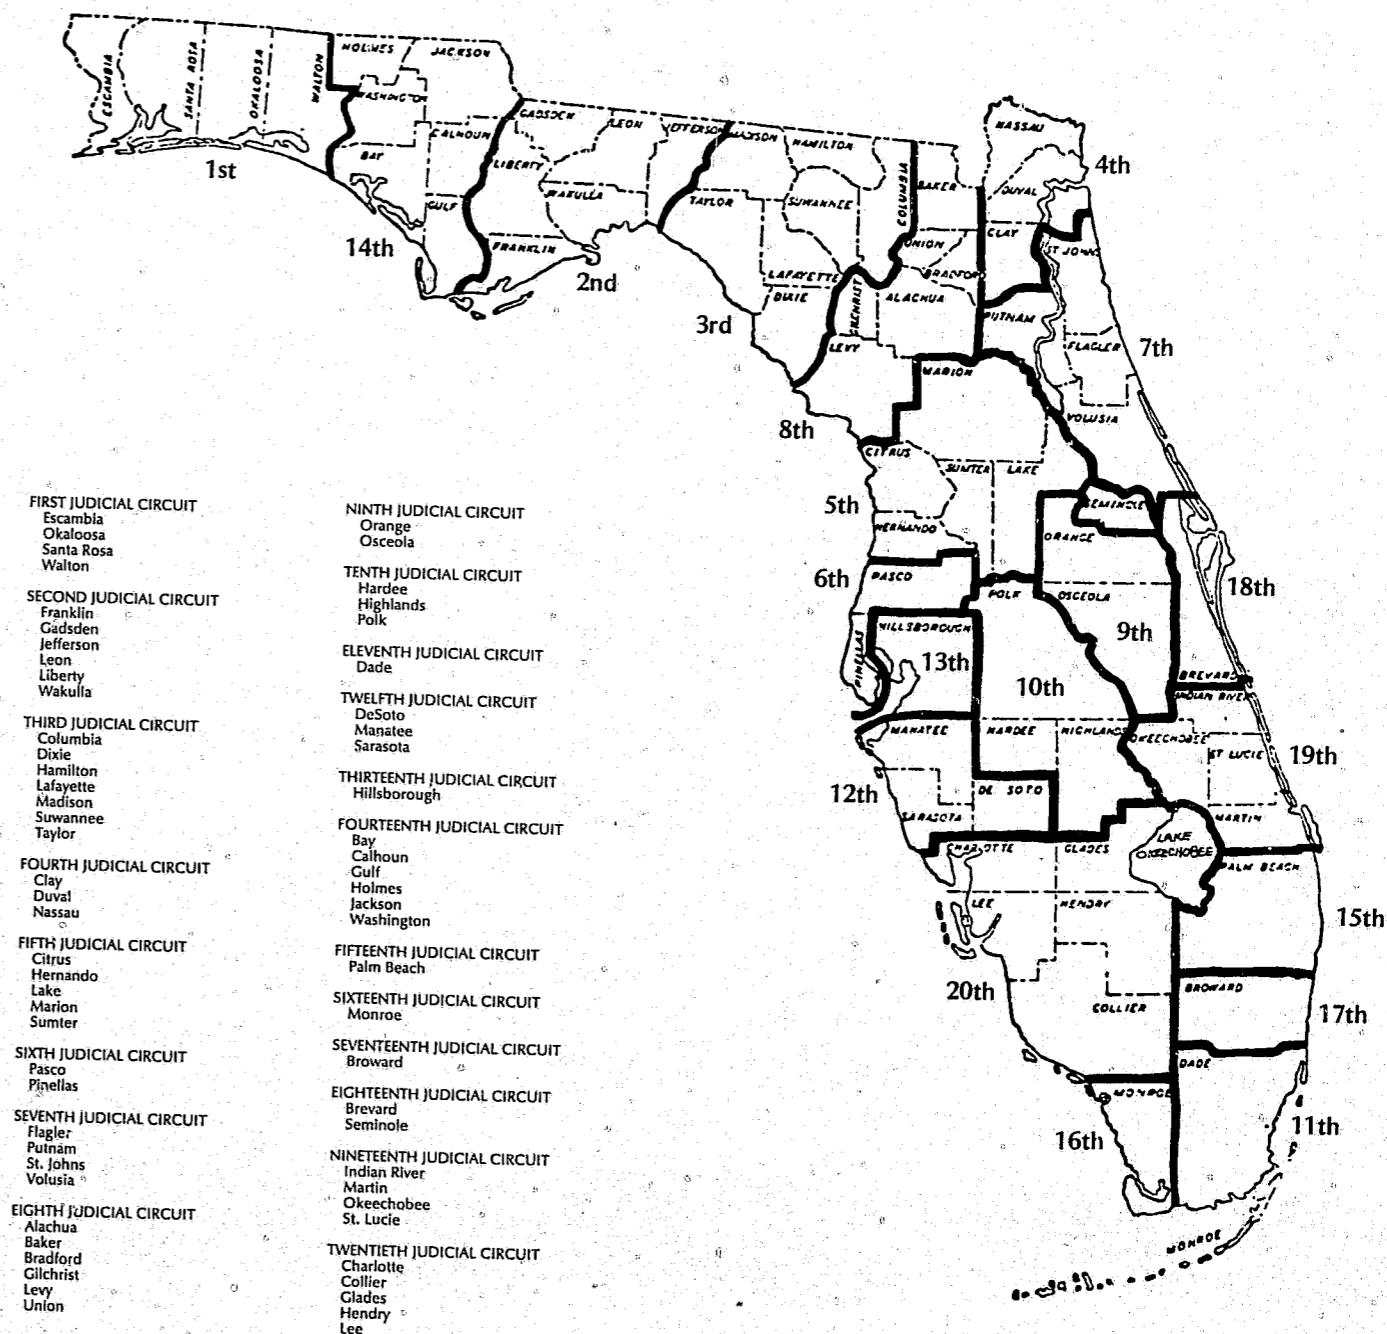 HOLMES
JACKSON
ESCAMBIA
SANTA ROSA
OKALOOSA
WALTON
WASHINGTON
BAY
CALHOUN
GULF
GADSDEN
LIBERTY
LEON
JEFFERSON
WAKULLA
FRANKLIN
MADISON
HAMILTON
TAYLOR
SUWANNEE
COLUMBIA
LAFAYETTE
DIXIE
NASSAU
BAKER
DUVAL
UNION
CLAY
BRADFORD
ST JOHNS
GILCHRIST
ALACHUA
PUTNAM
LEVY
FLAGLER
MARION
VOLUSIA
CITRUS
SUMTER
LAKE
SEMINOLE
HERNANDO
ORANGE
PASCO
POLK
OSCEOLA
HILLSBOROUGH
PINELLAS
BREVARD
INDIAN RIVER
MANATEE
HARDEE
HIGHLANDS
OKEECHOBEE
ST LUCIE
DE SOTO
SARASOTA
MARTIN
CHARLOTTE
GLADES
LAKE
OKEECHOBEE
PALM BEACH
LEE
HENDRY
BROWARD
COLLIER
DADE
MONROE
MONROE
1st
14th
2nd
3rd
4th
7th
8th
5th
6th
18th
9th
13th
10th
12th
19th
15th
20th
17th
16th
11th
FIRST JUDICIAL CIRCUIT
Escambia
Okaloosa
Santa Rosa
Walton
SECOND JUDICIAL CIRCUIT
Franklin
Gadsden
Jefferson
Leon
Liberty
Wakulla
THIRD JUDICIAL CIRCUIT
Columbia
Dixie
Hamilton
Lafayette
Madison
Suwannee
Taylor
FOURTH JUDICIAL CIRCUIT
Clay
Duval
Nassau
FIFTH JUDICIAL CIRCUIT
Citrus
Hernando
Lake
Marion
Sumter
SIXTH JUDICIAL CIRCUIT
Pasco
Pinellas
SEVENTH JUDICIAL CIRCUIT
Flagler
Putnam
St. Johns
Volusia
EIGHTH JUDICIAL CIRCUIT
Alachua
Baker
Bradford
Gilchrist
Levy
Union
NINTH JUDICIAL CIRCUIT
Orange
Osceola
TENTH JUDICIAL CIRCUIT
Hardee
Highlands
Polk
ELEVENTH JUDICIAL CIRCUIT
Dade
TWELFTH JUDICIAL CIRCUIT
DeSoto
Manatee
Sarasota
THIRTEENTH JUDICIAL CIRCUIT
Hillsborough
FOURTEENTH JUDICIAL CIRCUIT
Bay
Calhoun
Gulf
Holmes
Jackson
Washington
FIFTEENTH JUDICIAL CIRCUIT
Palm Beach
SIXTEENTH JUDICIAL CIRCUIT
Monroe
SEVENTEENTH JUDICIAL CIRCUIT
Broward
EIGHTEENTH JUDICIAL CIRCUIT
Brevard
Seminole
NINETEENTH JUDICIAL CIRCUIT
Indian River
Martin
Okeechobee
St. Lucie
TWENTIETH JUDICIAL CIRCUIT
Charlotte
Collier
Glades
Hendry
Lee